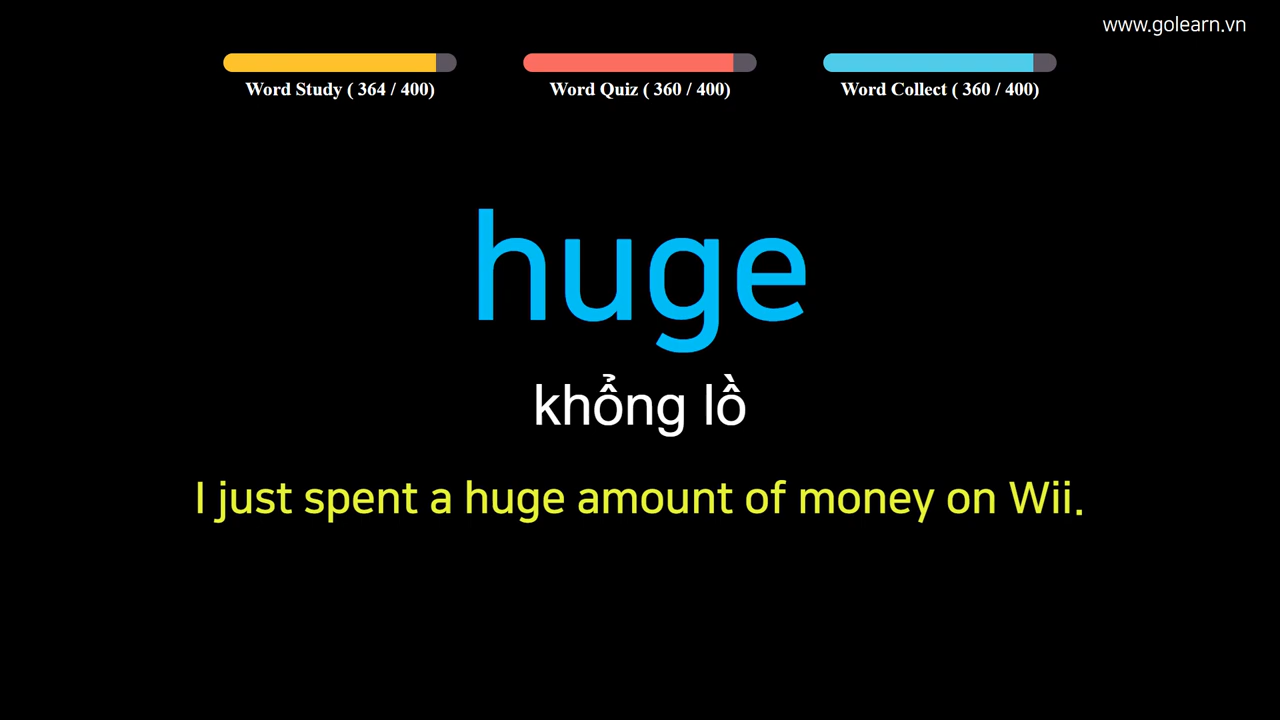 www.golearn.vn
Word Study ( 364 / 400)
Word Quiz ( 360 / 400)
Word Collect ( 360 / 400)
huge
khổng lồ
I just spent a huge amount of money on Wii.